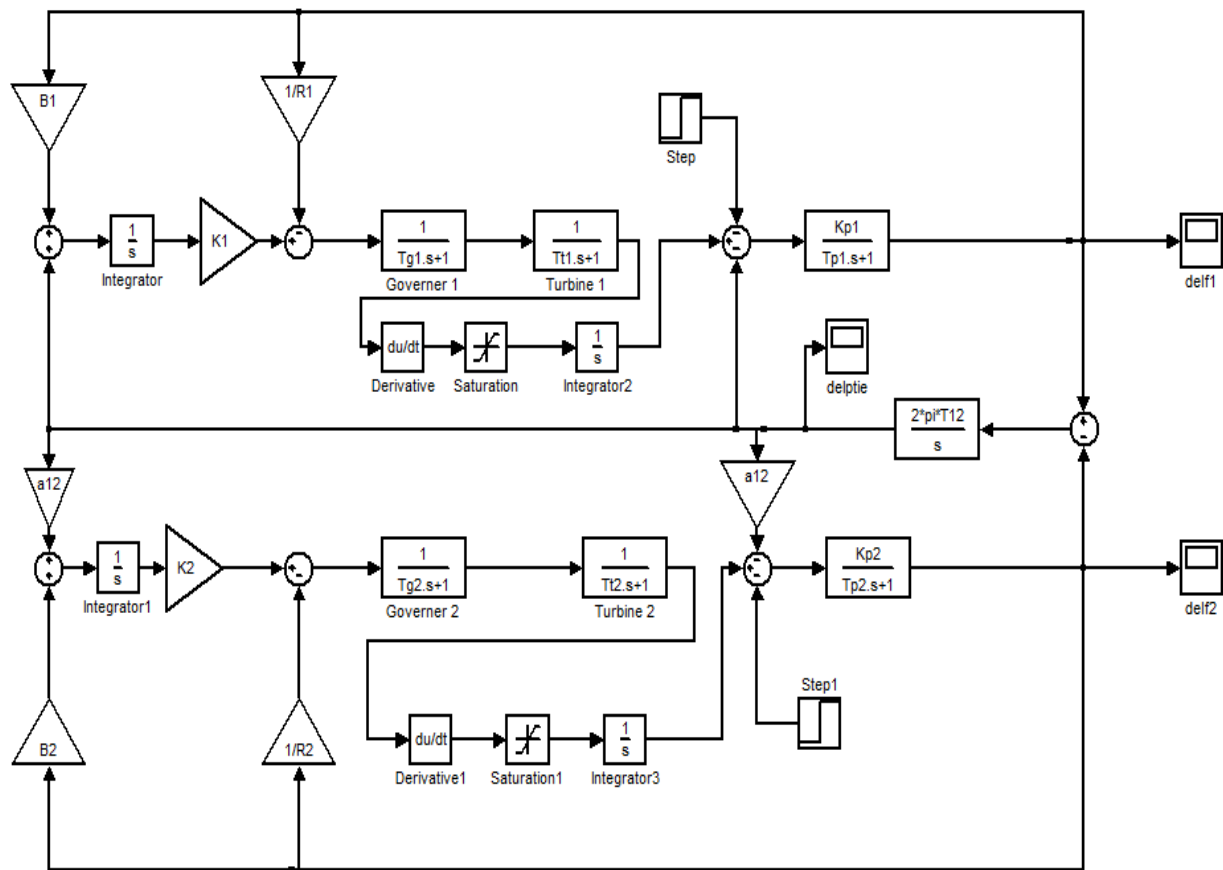 B1
1/R1
Step
1
s
Integrator
K1
1
Tg1.s+1
Governer 1
1
Tt1.s+1
Turbine 1
Kp1
Tp1.s+1
delf1
du/dt
Derivative
Saturation
1
s
Integrator2
delptie
2*pi*T12
s
a12
a12
1
s
Integrator1
K2
1
Tg2.s+1
Governer 2
1
Tt2.s+1
Turbine 2
Kp2
Tp2.s+1
delf2
B2
1/R2
du/dt
Derivative1
Saturation1
1
s
Integrator3
Step1